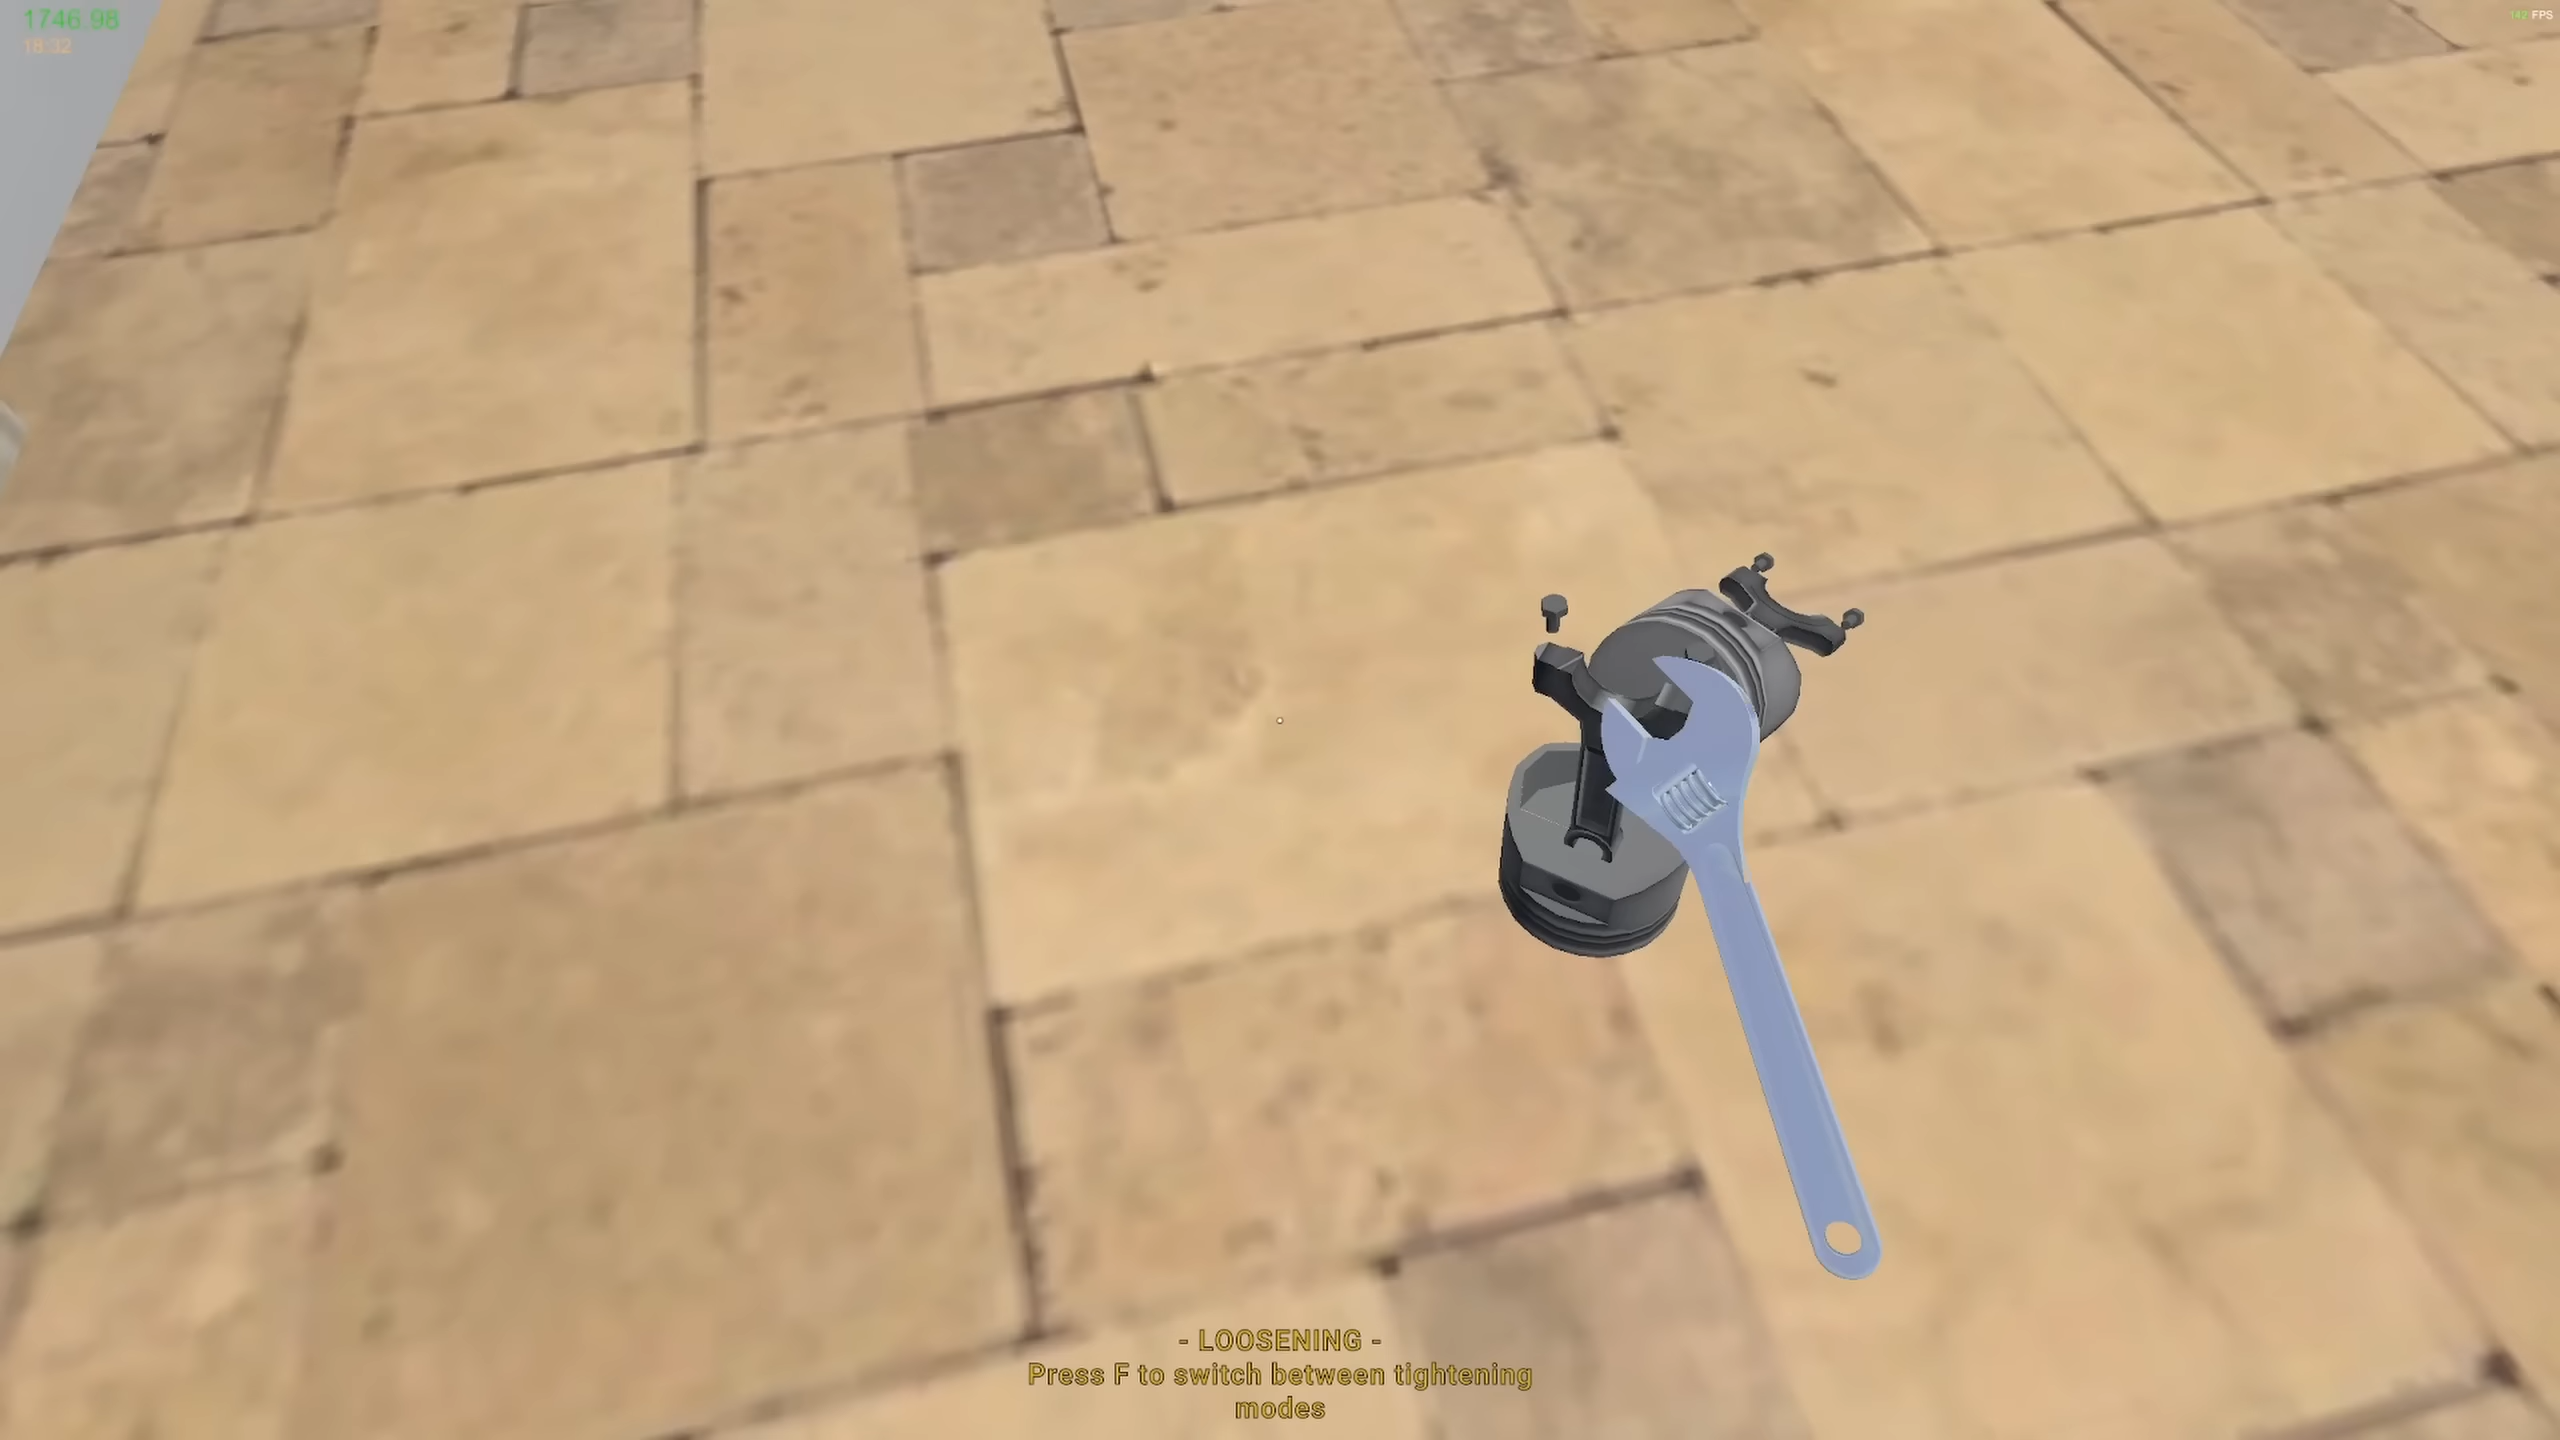 1746.98
18:32
142 FPS
- LOOSENING -
Press F to switch between tightening
modes